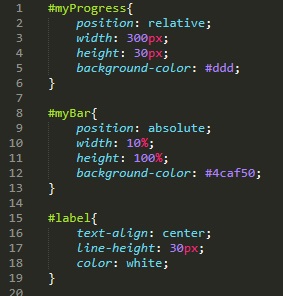 1 #myProgress{
2     position: relative;
3     width: 300px;
4     height: 30px;
5     background-color: #ddd;
6 }
7
8 #myBar{
9     position: absolute;
10     width: 10%;
11     height: 100%;
12     background-color: #4caf50;
13 }
14
15 #label{
16     text-align: center;
17     line-height: 30px;
18     color: white;
19 }
20